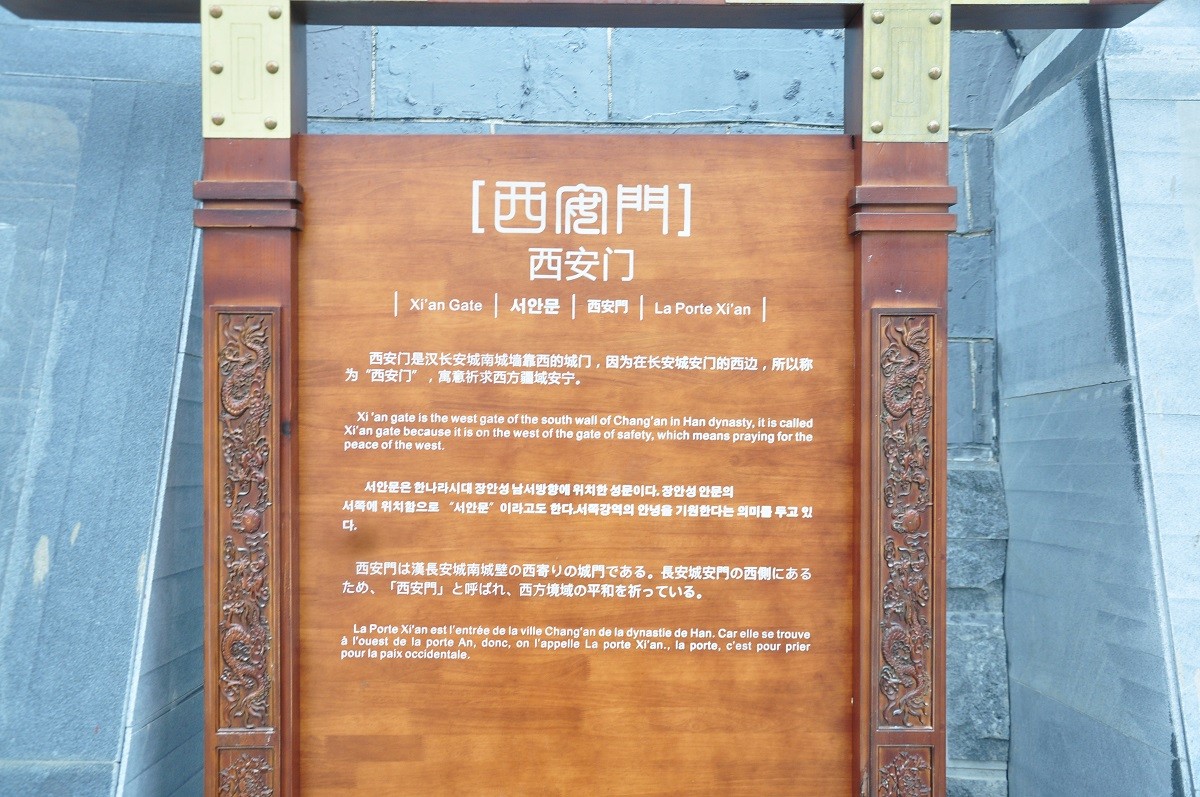 [西安門]
西安门
| Xi'an Gate | 서안문 | 西安門 | La Porte Xi'an |
西安门是汉长安城南城墙靠西的城门，因为在长安城安门的西边，所以称
为“西安门”，寓意祈求西方疆域安宁。
Xi 'an gate is the west gate of the south wall of Chang'an in Han dynasty, it is called
Xi'an gate because it is on the west of the gate of safety, which means praying for the
peace of the west.
서안문은 한나라시대 장안성 남서방향에 위치한 성문이다. 장안성 안문의
서쪽에 위치함으로 “서안문”이라고도 한다.서쪽강역의 안녕을 기원한다는 의미를 두고 있
다.
西安門は漢長安城南城壁の西寄りの城門である。長安城安門の西側にある
ため、「西安門」と呼ばれ、西方境域の平和を祈っている。
La Porte Xi'an est l'entrée de la ville Chang'an de la dynastie de Han. Car elle se trouve
à l'ouest de la porte An, donc, on l'appelle La porte Xi'an., la porte, c'est pour prier
pour la paix occidentale.